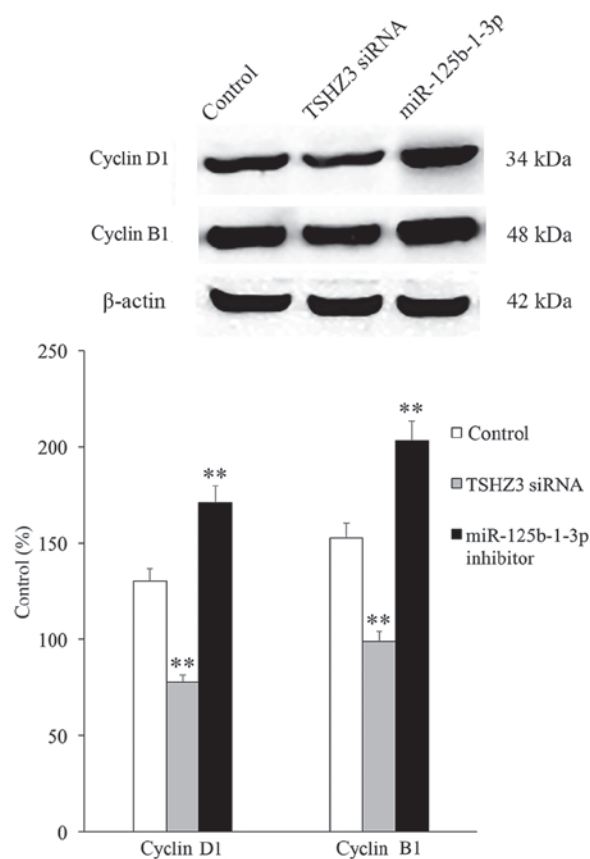 Control
TSHZ3 siRNA
miR-125b-1-3p
Cyclin D1
34 kDa
Cyclin B1
48 kDa
β-actin
42 kDa
250
200
150
100
50
0
Control (%)
**
**
**
**
Control
TSHZ3 siRNA
miR-125b-1-3p
inhibitor
Cyclin D1
Cyclin B1